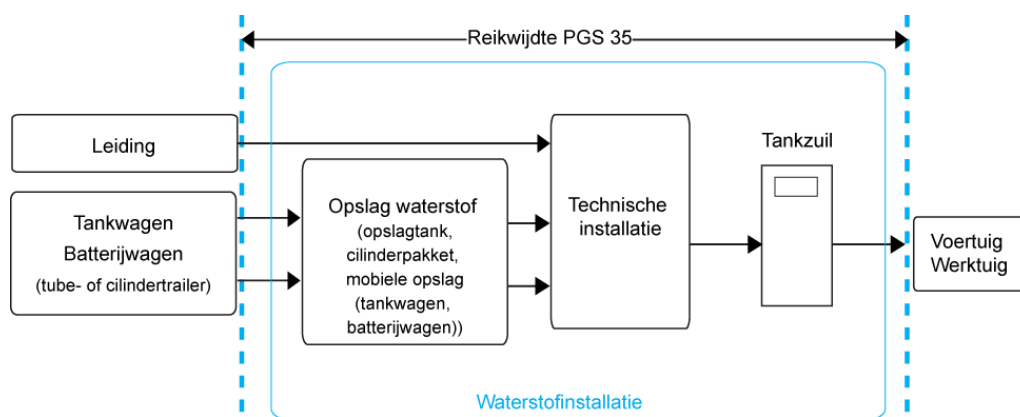 Reikwijdte PGS 35
Leiding
Tankwagen
Batterijwagen
(tube- of cilindertrailer)
Opslag waterstof
(opslagtank,
cilinderpakket,
mobiele opslag
(tankwagen,
batterijwagen))
Technische
installatie
Tankzuil
Voertuig
Werktuig
Waterstofinstallatie